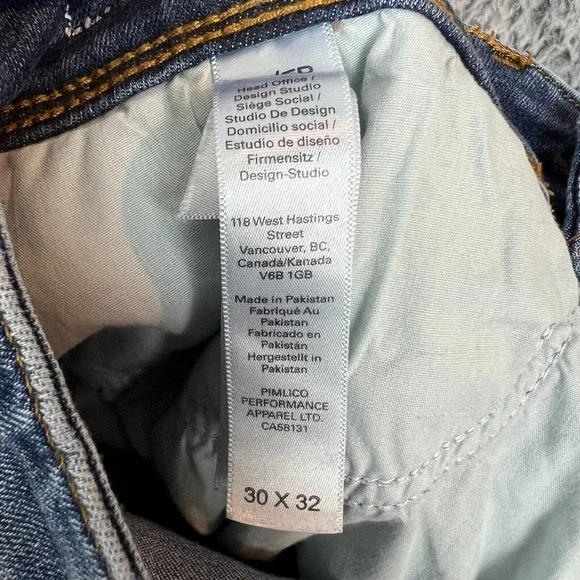 Head Office /
Design Studio
Siège Social /
Studio De Design
Domicilio social /
Estudio de diseño
Firmensitz /
Design-Studio
118 West Hastings
Street
Vancouver, BC,
Canadá/Kanada
V6B 1GB
Made in Pakistan
Fabriqué Au
Pakistan
Fabricado en
Pakistán
Hergestellt in
Pakistan
PIMLICO
PERFORMANCE
APPAREL LTD.
CA58131
30 X 32